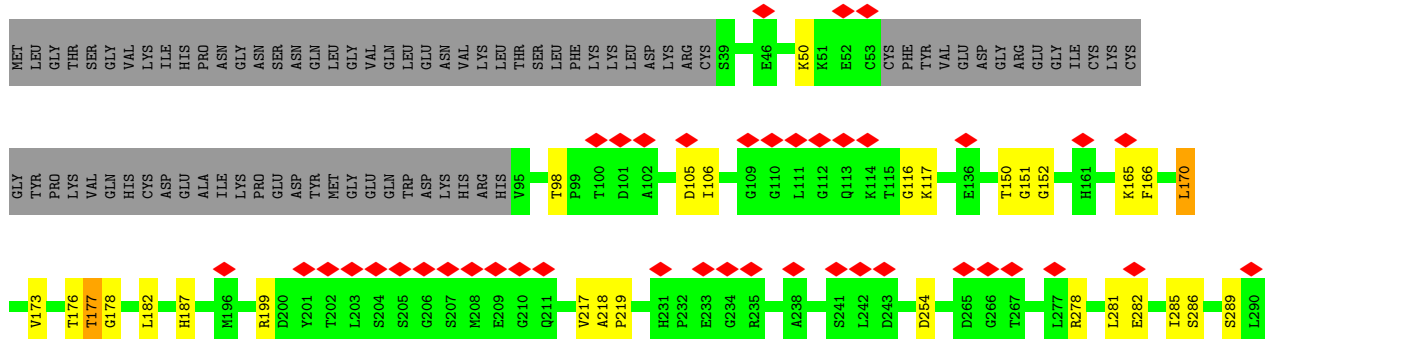 MET LEU GLY THR SER GLY VAL LYS ILE HIS PRO ASN GLY ASN SER ASN GLN LEU GLY VAL GLN LEU GLU ASN VAL LYS LEU THR SER LEU PHE LYS LYS LEU ASP LYS ARG CYS S39 E46 K50 K51 E52 C53 CYS PHE TYR VAL GLU ASP GLY ARG GLU GLY ILE CYS LYS CYS
GLY TYR PRO LYS VAL GLN HIS CYS ASP GLU ALA ILE LYS PRO GLU ASP TYR MET GLY GLU GLN TRP ASP LYS HIS ARG HIS V95 T98 P99 T100 D101 A102 D105 I106 G109 G110 L111 G112 Q113 K114 T115 G116 K117 E136 T150 G151 G152 H161 K165 F166 L170
V173 T176 T177 G178 L182 H187 M196 R199 D200 Y201 T202 L203 S204 S205 G206 S207 M208 E209 G210 Q211 V217 A218 P219 H231 P232 E233 G234 R235 A238 S241 L242 D243 D254 D265 G266 T267 L277 R278 L281 E282 I285 S286 S289 L290